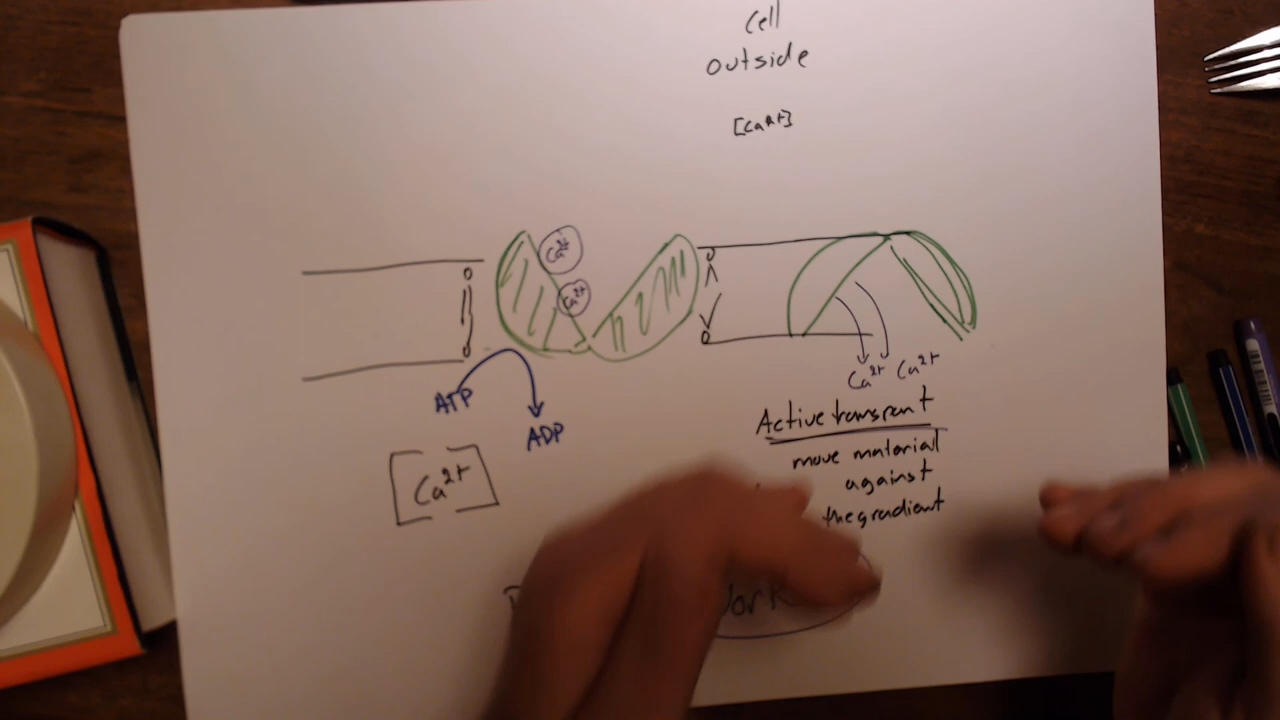 Cell
outside
[Ca2+]
Ca2+
Ca2+
ATP
ADP
Ca2+ Ca2+
Active transport
move material
against
the gradient
[Ca2+]